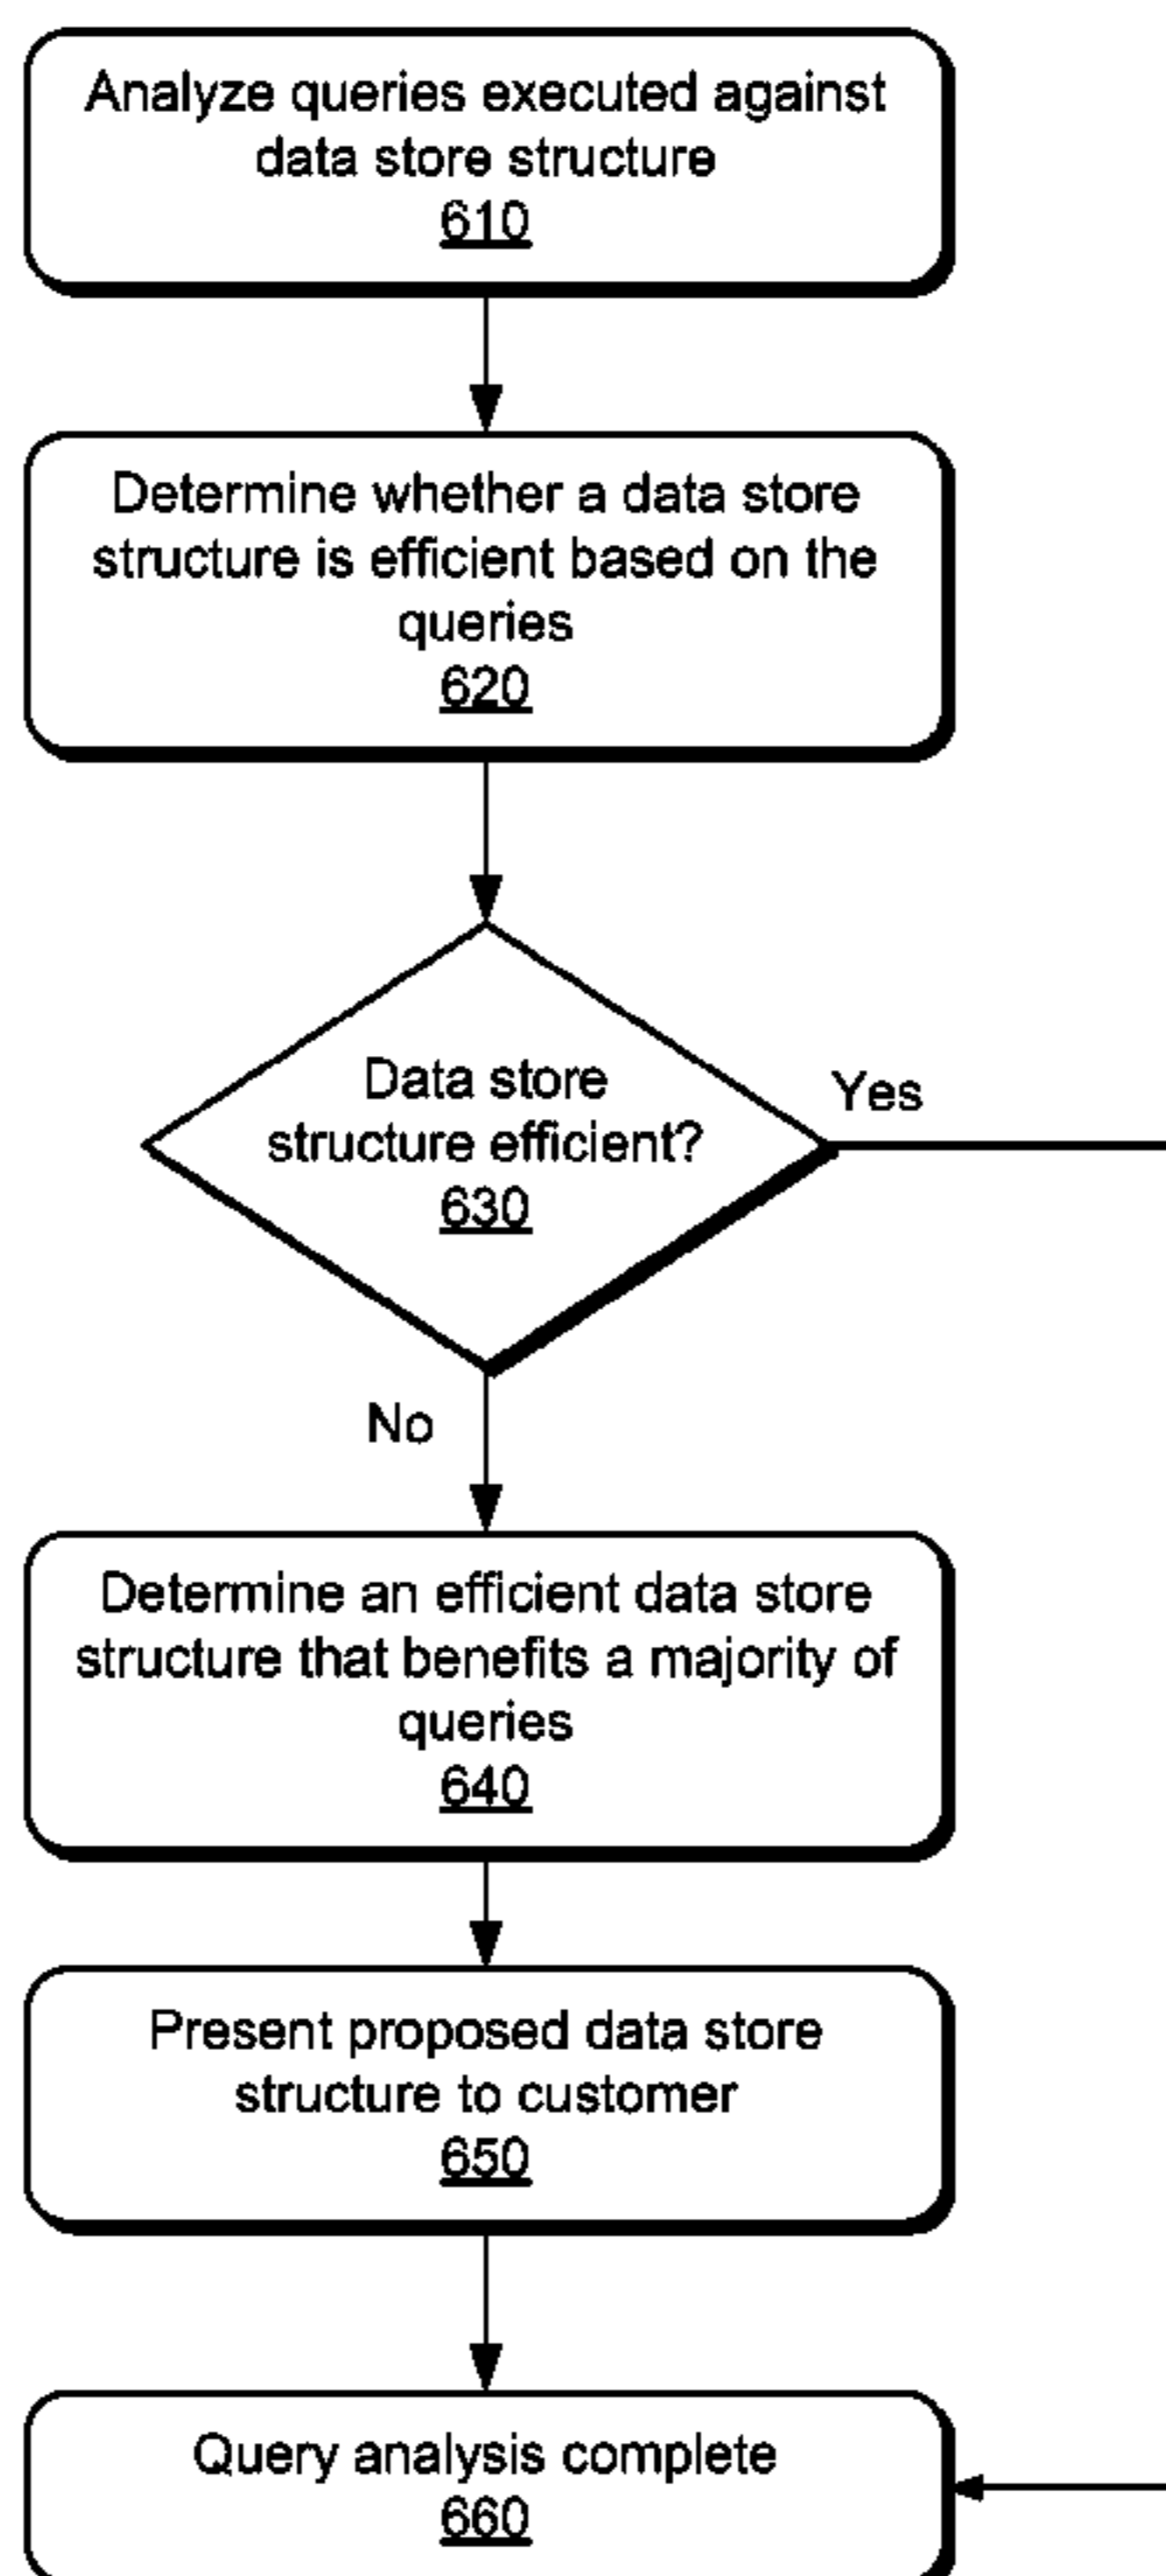 Analyze queries executed against
data store structure
610
Determine whether a data store
structure is efficient based on the
queries
620
Data store
structure efficient?
630
Yes
No
Determine an efficient data store
structure that benefits a majority of
queries
640
Present proposed data store
structure to customer
650
Query analysis complete
660